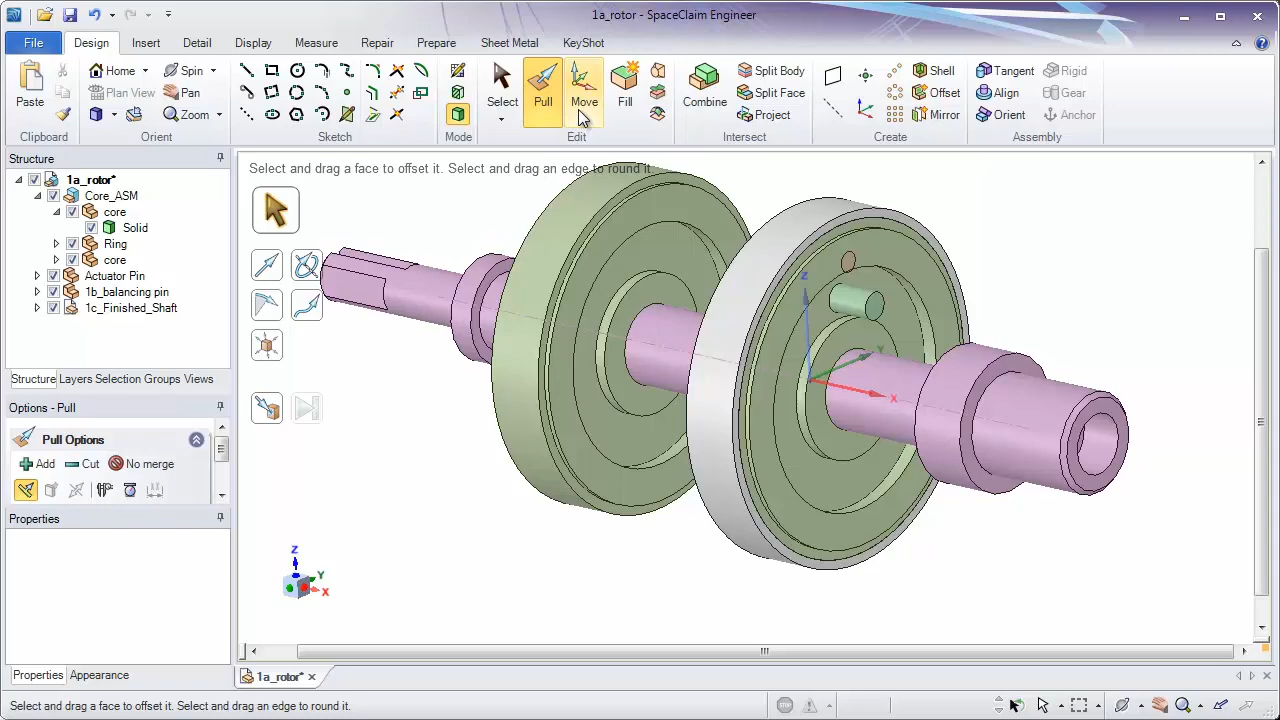 1a_rotor - SpaceClaim Engineer
File Design Insert Detail Display Measure Repair Prepare Sheet Metal KeyShot
Paste
Clipboard
Home Spin
Plan View Pan
Zoom
Orient
Sketch
Mode
Select Pull Move Fill
Edit
Combine
Split Body
Split Face
Project
Intersect
Shell
Offset
Mirror
Create
Tangent Rigid
Align Gear
Orient Anchor
Assembly
Structure
1a_rotor*
Core_ASM
core
Solid
Ring
core
Actuator Pin
1b_balancing pin
1c_Finished_Shaft
Structure Layers Selection Groups Views
Options - Pull
Pull Options
Add Cut No merge
Properties
Properties Appearance
Select and drag a face to offset it. Select and drag an edge to round it.
Z
Y
X
Z
Y
X
1a_rotor*
Select and drag a face to offset it. Select and drag an edge to round it.